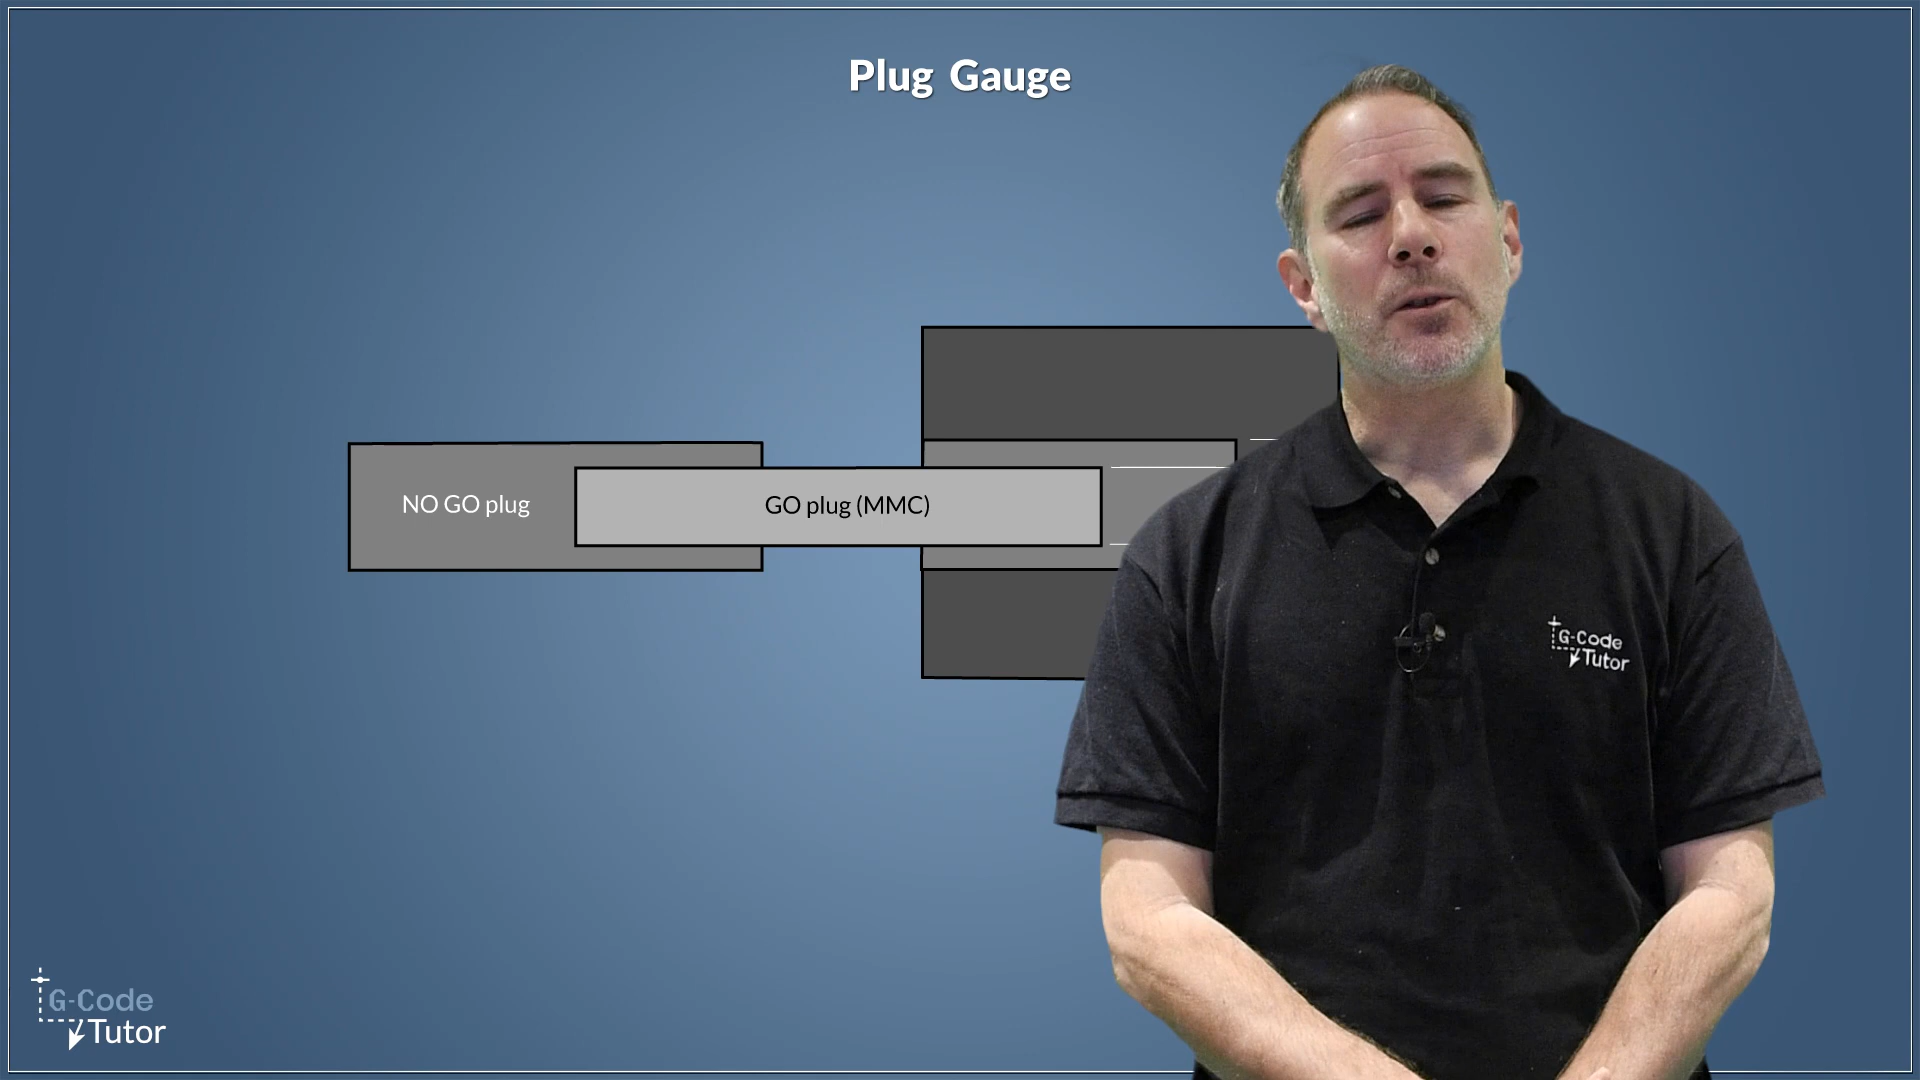 Plug Gauge
NO GO plug
GO plug (MMC)
G-Code
Tutor
G-Code
Tutor